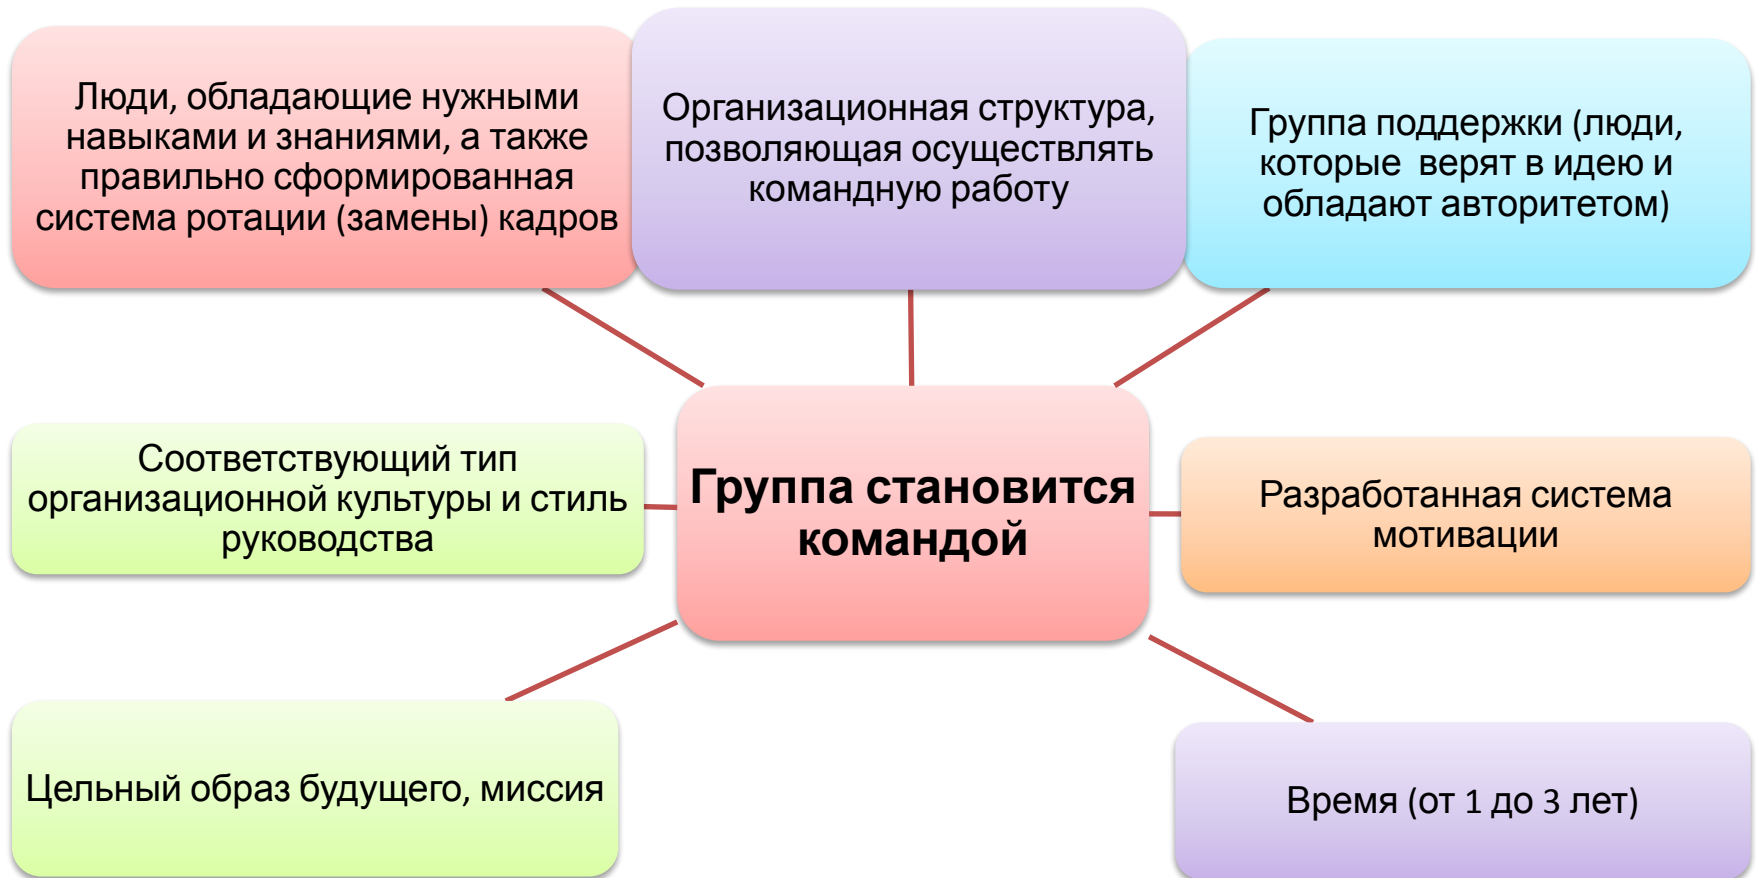 Люди, обладающие нужными
навыками и знаниями, а также
правильно сформированная
система ротации (замены) кадров
Организационная структура,
позволяющая осуществлять
командную работу
Группа поддержки (люди,
которые верят в идею и
обладают авторитетом)
Соответствующий тип
организационной культуры и стиль
руководства
Группа становится
командой
Разработанная система
мотивации
Цельный образ будущего, миссия
Время (от 1 до 3 лет)